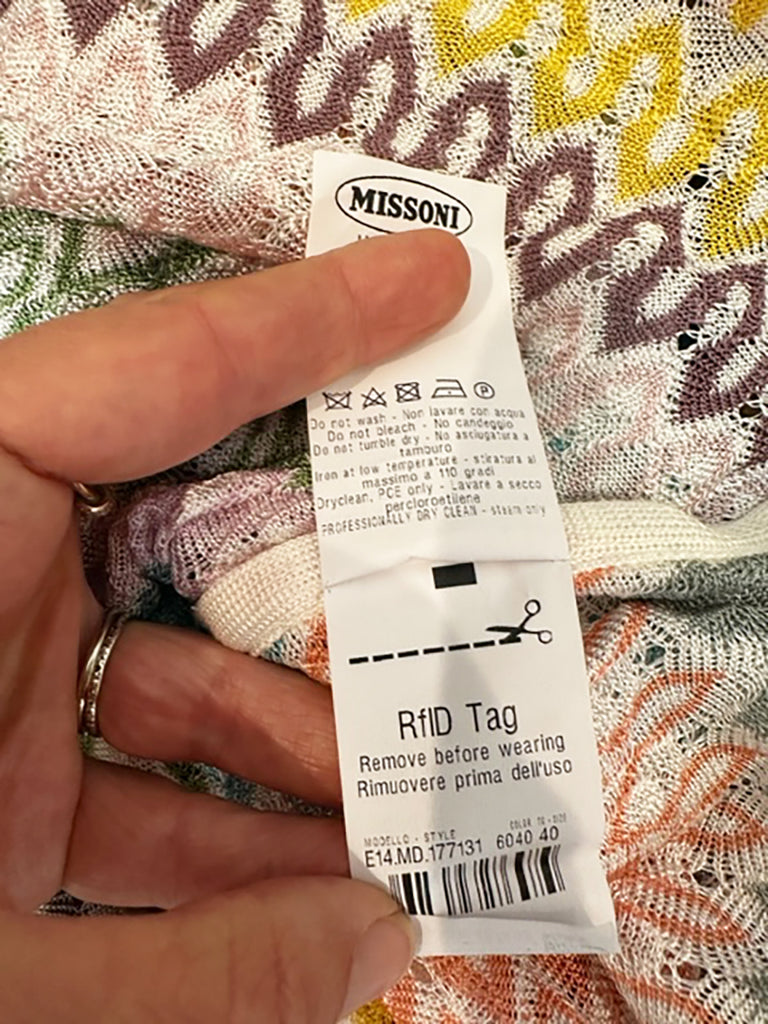 MISSONI
Do not wash - Non lavare con acqua
Do not bleach - No candeggio
Do not tumble dry - No asciugatura a
tamburo
Iron at low temperature - stiratura al
massimo a 110 gradi
Dryclean, PCE only - Lavare a secco
percloroetilene
PROFESSIONALLY DRY CLEAN - steam only
RfID Tag
Remove before wearing
Rimuovere prima dell'uso
MODELLO - STYLE
E14.MD.177131 6040 40